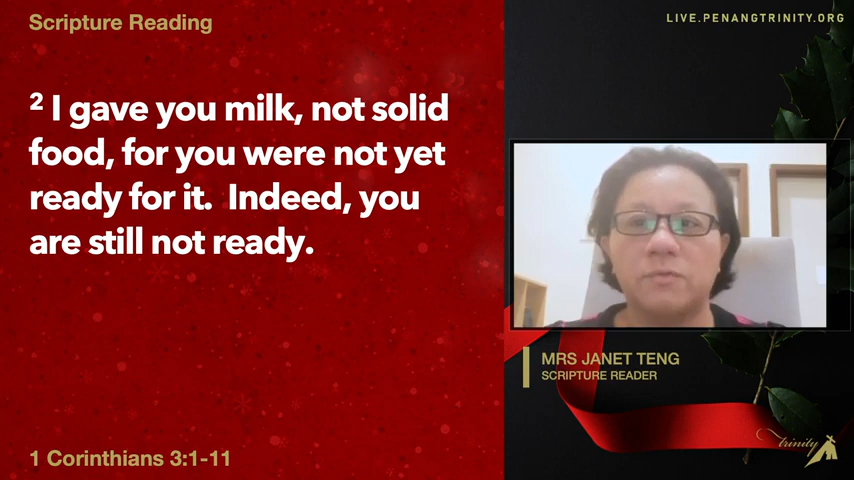 Scripture Reading
LIVE.PENANGTRINITY.ORG
² I gave you milk, not solid
food, for you were not yet
ready for it.  Indeed, you
are still not ready.
MRS JANET TENG
SCRIPTURE READER
1 Corinthians 3:1-11
trinity